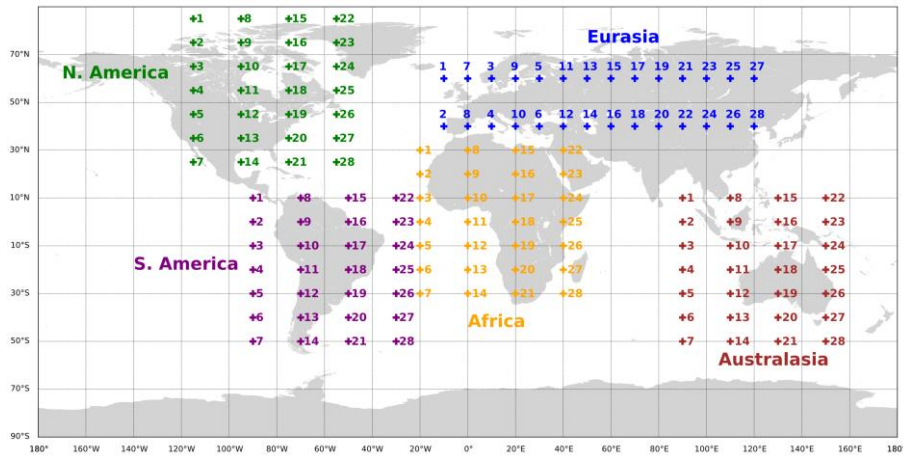 1 8 15 22
2 9 16 23
Eurasia
70°N
N. America
3 10 17 24
1 7 3 9 5 11 13 15 17 19 21 23 25 27
4 11 18 25
50°N
5 12 19 26
2 8 4 10 6 12 14 16 18 20 22 24 26 28
6 13 20 27
30°N
1 8 15 22
7 14 21 28
2 9 16 23
10°N
1 8 15 22
3 10 17 24
1 8 15 22
2 9 16 23
4 11 18 25
2 9 16 23
10°S
3 10 17 24
5 12 19 26
3 10 17 24
S. America
4 11 18 25
6 13 20 27
4 11 18 25
30°S
5 12 19 26
7 14 21 28
5 12 19 26
6 13 20 27
Africa
6 13 20 27
50°S
7 14 21 28
7 14 21 28
Australasia
70°S
90°S
180° 160°W 140°W 120°W 100°W 80°W 60°W 40°W 20°W 0° 20°E 40°E 60°E 80°E 100°E 120°E 140°E 160°E 180°